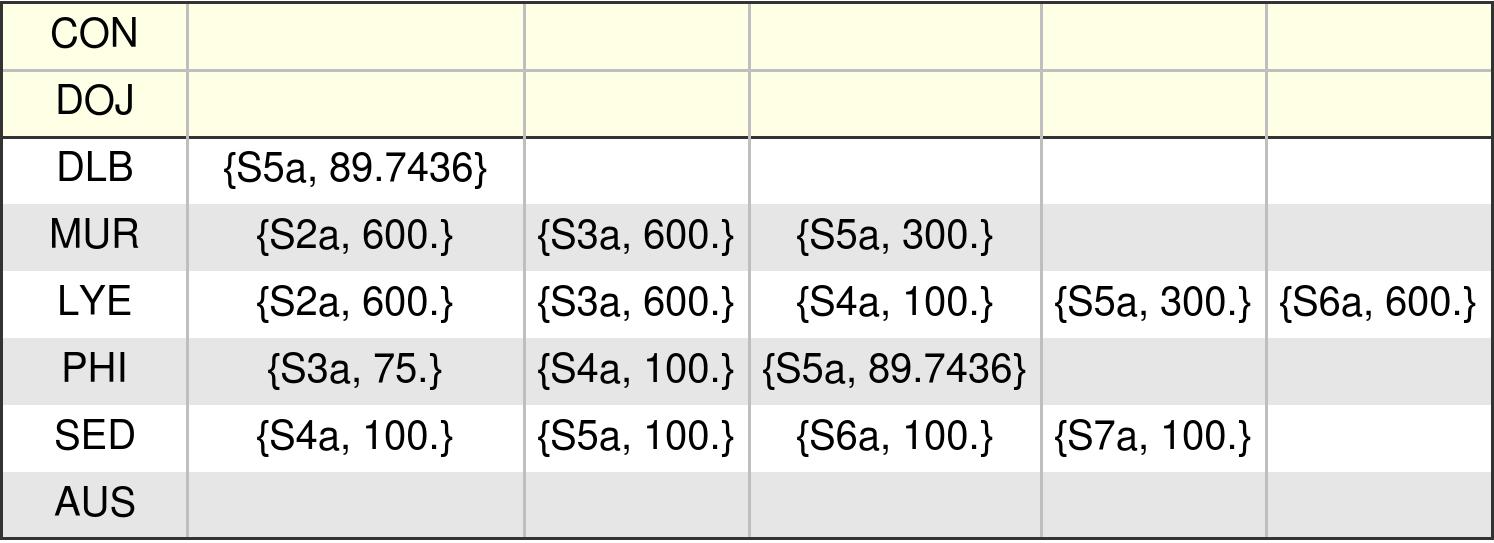 CON
DOJ
DLB {S5a, 89.7436}
MUR {S2a, 600.} {S3a, 600.} {S5a, 300.}
LYE {S2a, 600.} {S3a, 600.} {S4a, 100.} {S5a, 300.} {S6a, 600.}
PHI {S3a, 75.} {S4a, 100.} {S5a, 89.7436}
SED {S4a, 100.} {S5a, 100.} {S6a, 100.} {S7a, 100.}
AUS